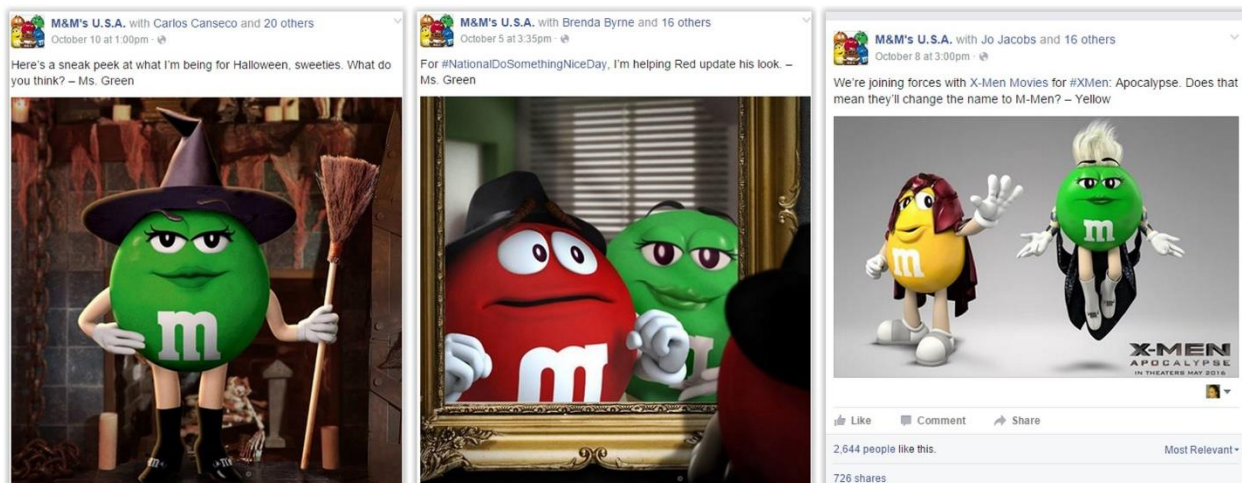 M&M's U.S.A. with Carlos Canseco and 20 others
October 10 at 1:00pm ·
Here's a sneak peek at what I'm being for Halloween, sweeties. What do
you think? – Ms. Green
m
M&M's U.S.A. with Brenda Byrne and 16 others
October 5 at 3:35pm ·
For #NationalDoSomethingNiceDay, I'm helping Red update his look. –
Ms. Green
m
m
M&M's U.S.A. with Jo Jacobs and 16 others
October 8 at 3:00pm ·
We're joining forces with X-Men Movies for #XMen: Apocalypse. Does that
mean they'll change the name to M-Men? – Yellow
m
m
X-MEN
APOCALYPSE
IN THEATERS MAY 2016
Like Comment Share
2,644 people like this. Most Relevant
726 shares